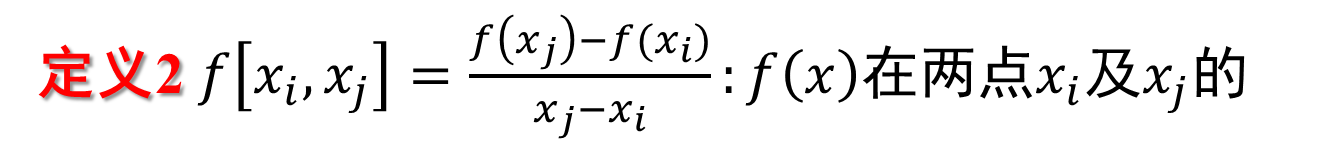 定义2 f[x_i, x_j] = \frac{f(x_j)-f(x_i)}{x_j-x_i} : f(x)在两点x_i及x_j的